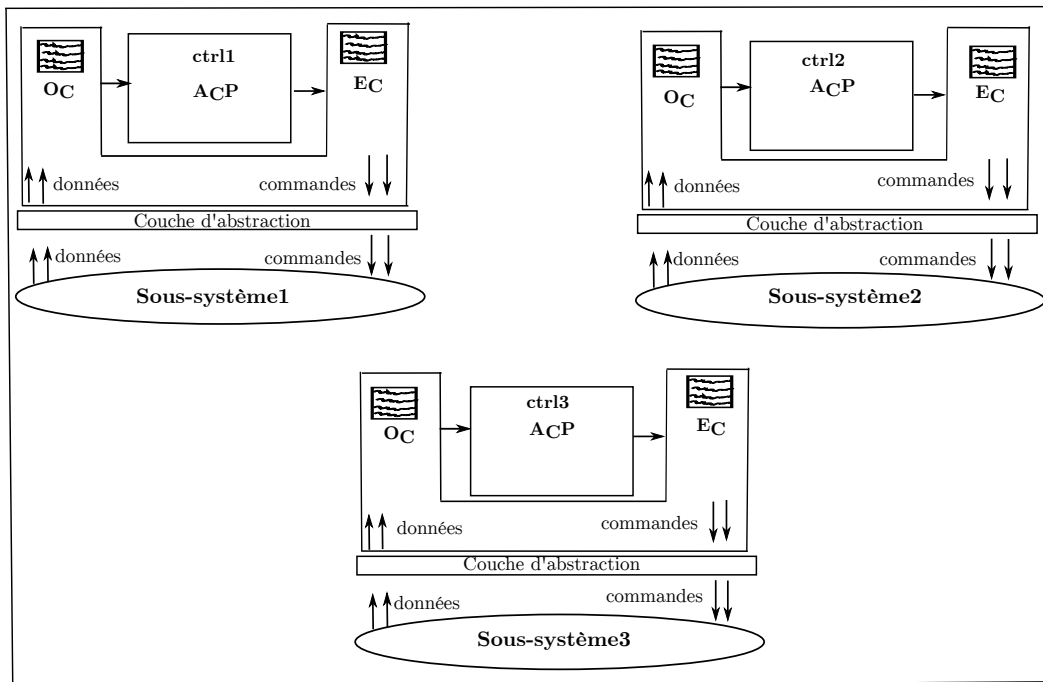 ctrl1
OC
ACP
EC
données
commandes
Couche d'abstraction
données
commandes
Sous-système1
ctrl2
OC
ACP
EC
données
commandes
Couche d'abstraction
données
commandes
Sous-système2
ctrl3
OC
ACP
EC
données
commandes
Couche d'abstraction
données
commandes
Sous-système3